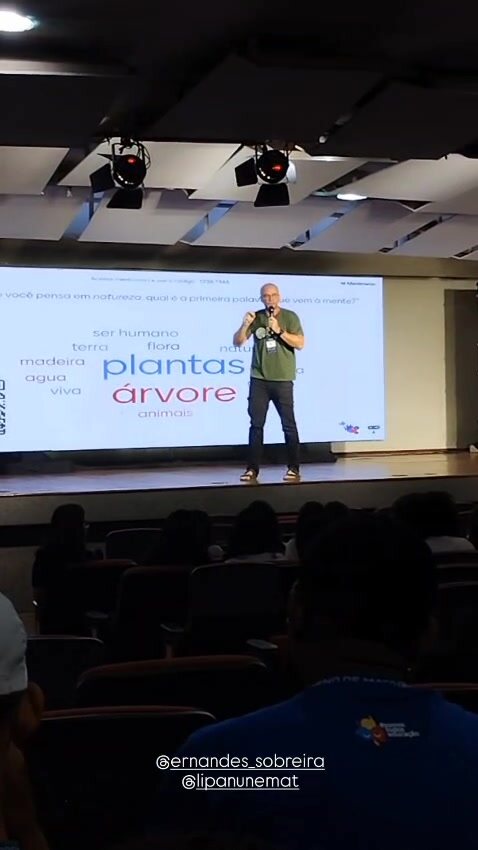 você pensa em natureza, qual é a primeira palavra que vem à mente?"
ser humano
terra flora
madeira plantas
agua
viva árvore
animais
@ernandes_sobreira
@lipanunemat